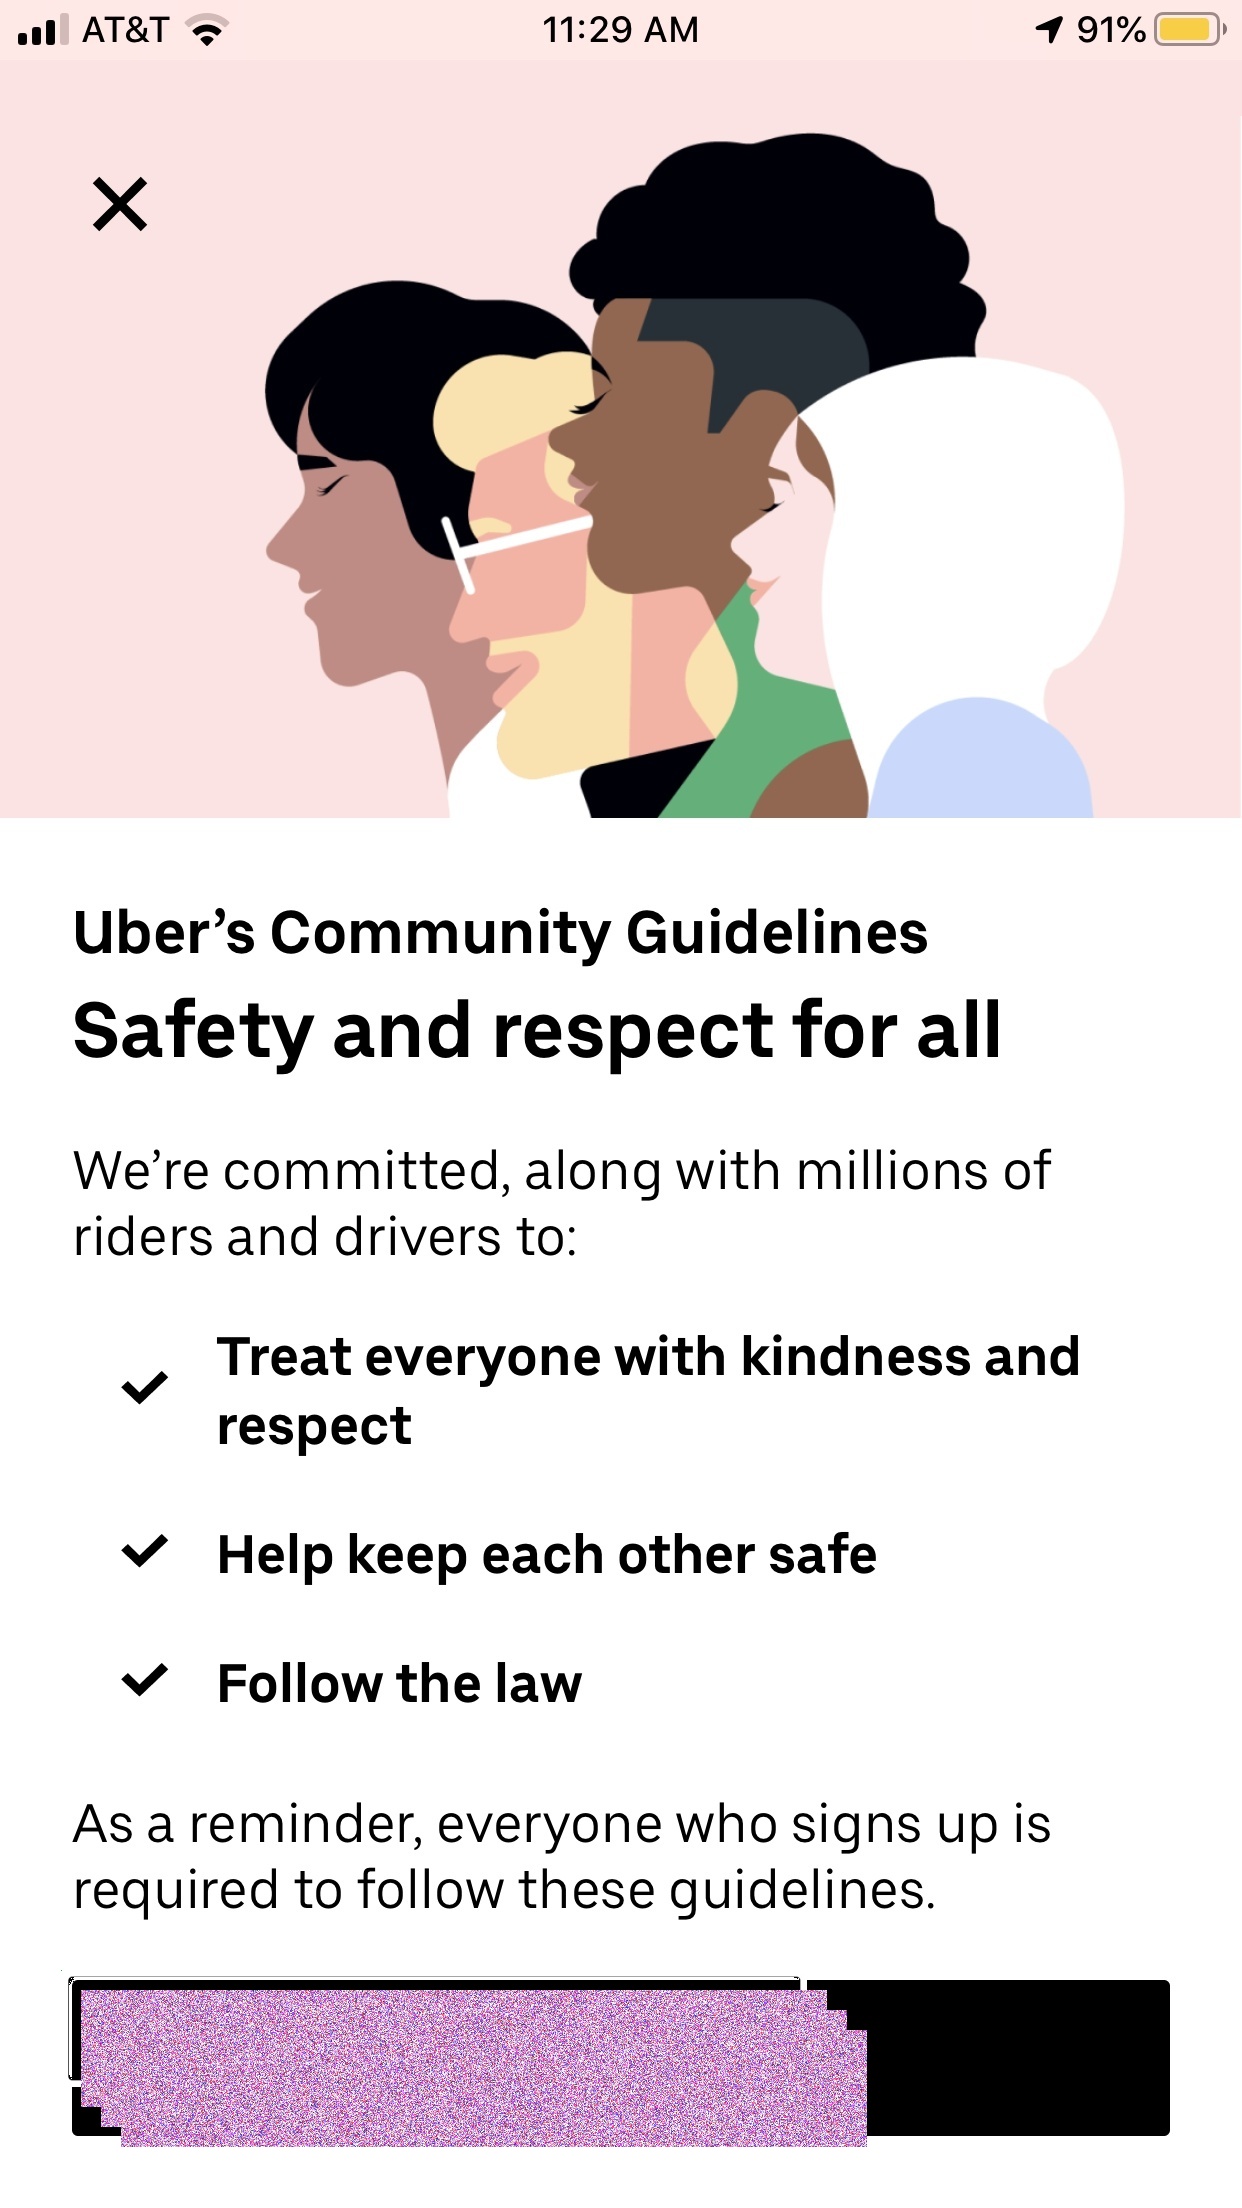 AT&T 11:29 AM 91%
Uber’s Community Guidelines
Safety and respect for all
We’re committed, along with millions of
riders and drivers to:
Treat everyone with kindness and
respect
Help keep each other safe
Follow the law
As a reminder, everyone who signs up is
required to follow these guidelines.